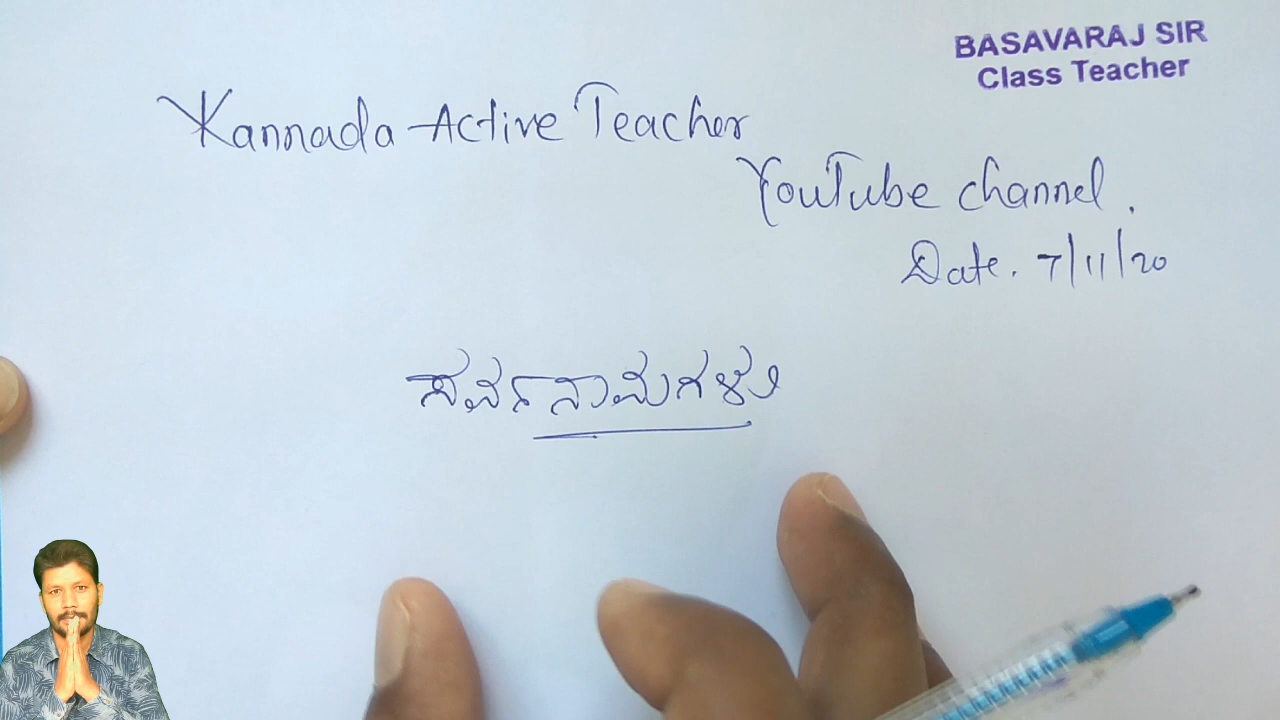 BASAVARAJ SIR
Class Teacher
Kannada Active Teacher
YouTube channel.
Date. 7/11/20
ಸರ್ವನಾಮಗಳು